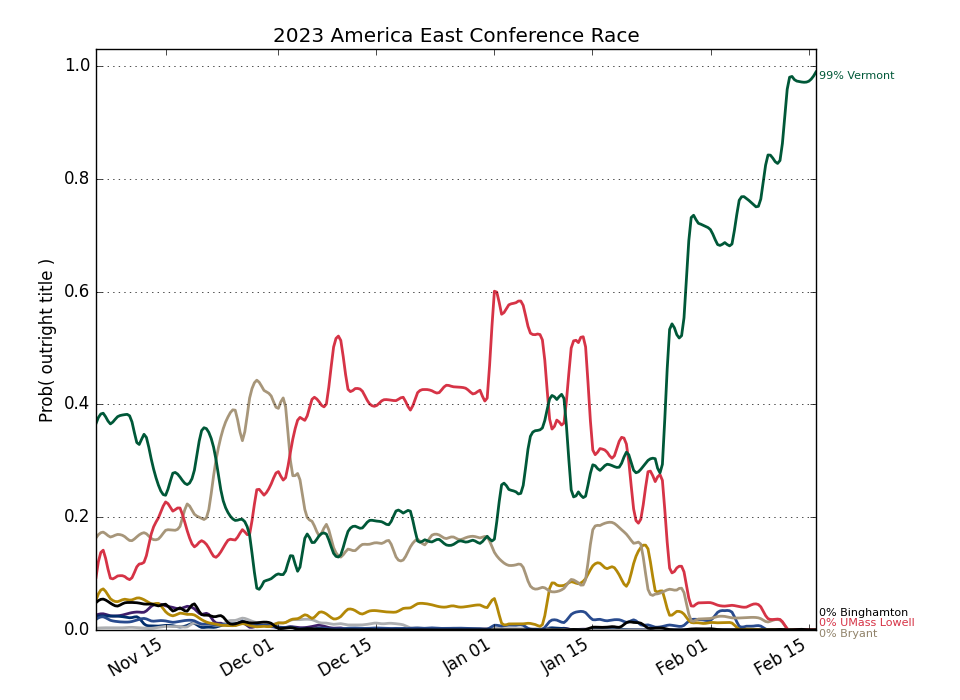 2023 America East Conference Race
Prob( outright title )
1.0
0.8
0.6
0.4
0.2
0.0
99% Vermont
0% Binghamton
0% UMass Lowell
0% Bryant
Nov 15
Dec 01
Dec 15
Jan 01
Jan 15
Feb 01
Feb 15